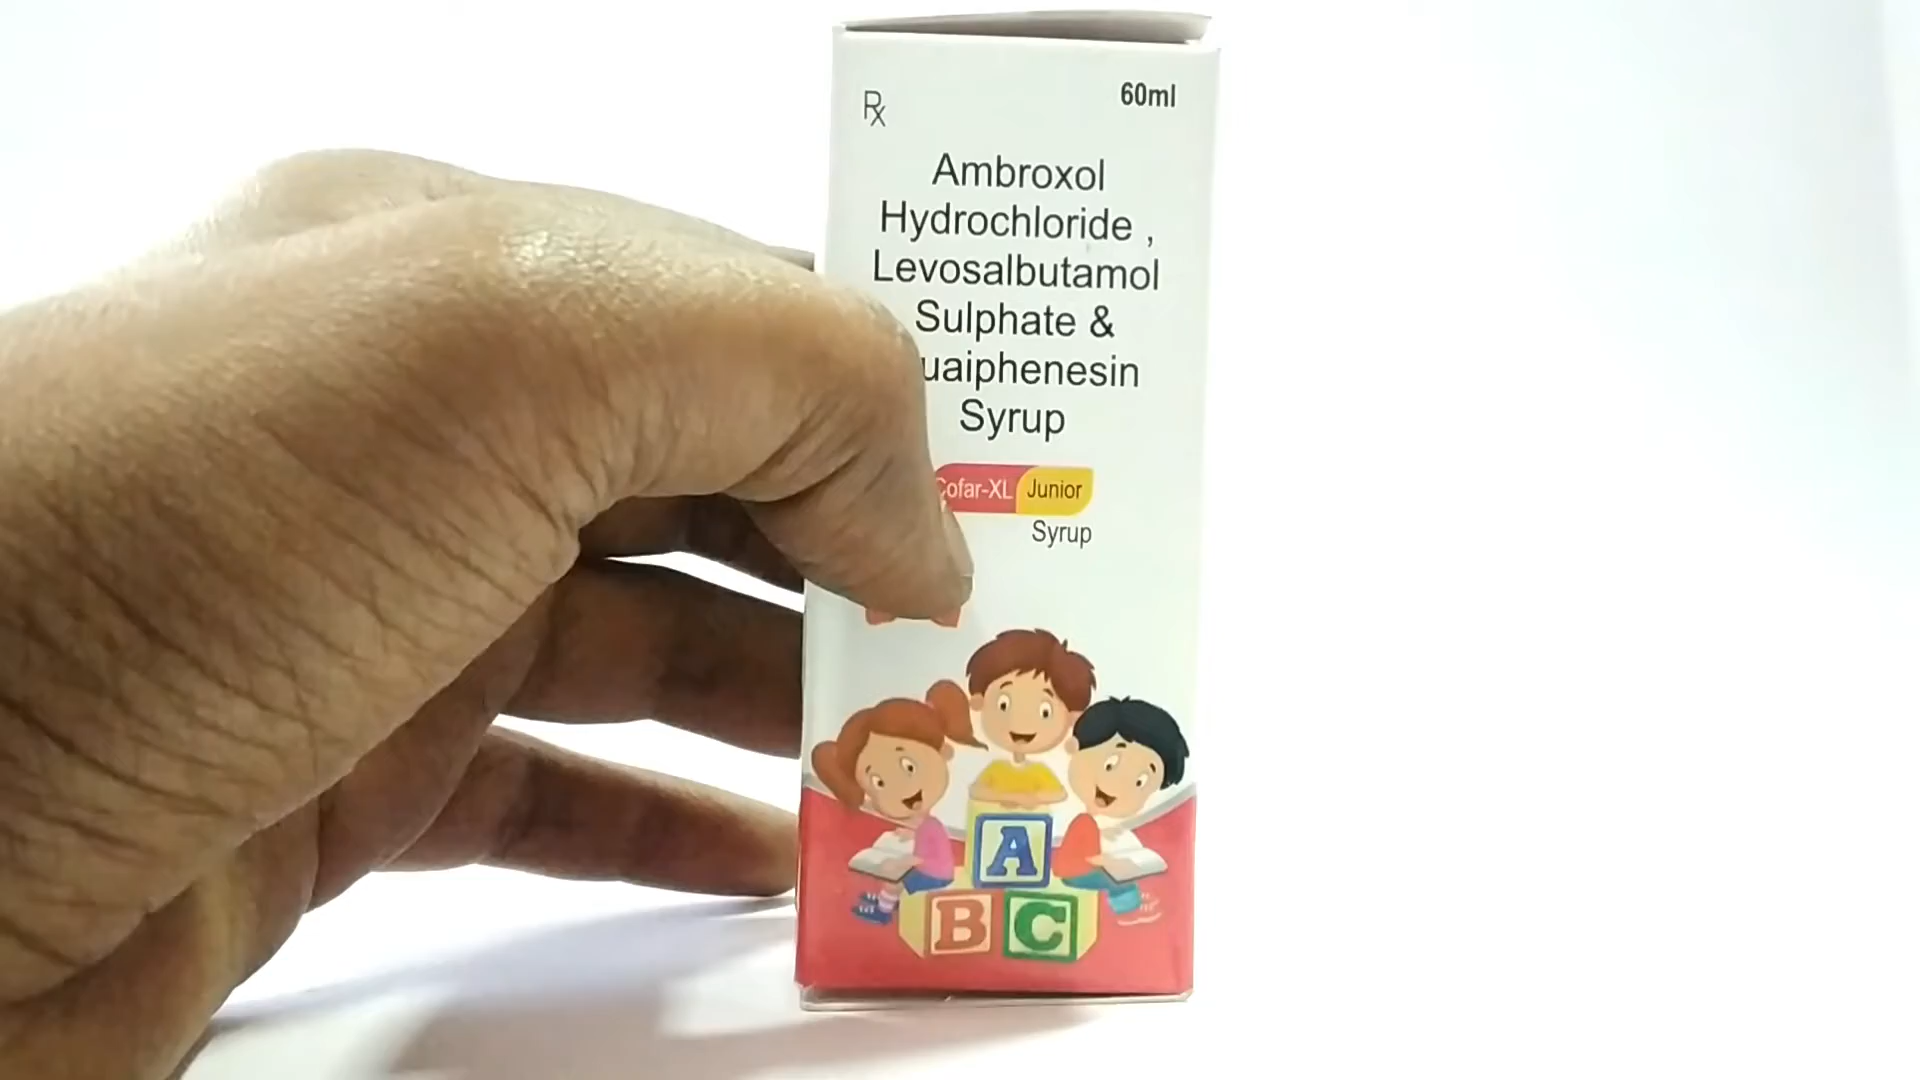 Rx
60ml
Ambroxol
Hydrochloride ,
Levosalbutamol
Sulphate &
uaiphenesin
Syrup
Cofar-XL Junior
Syrup
A
B C